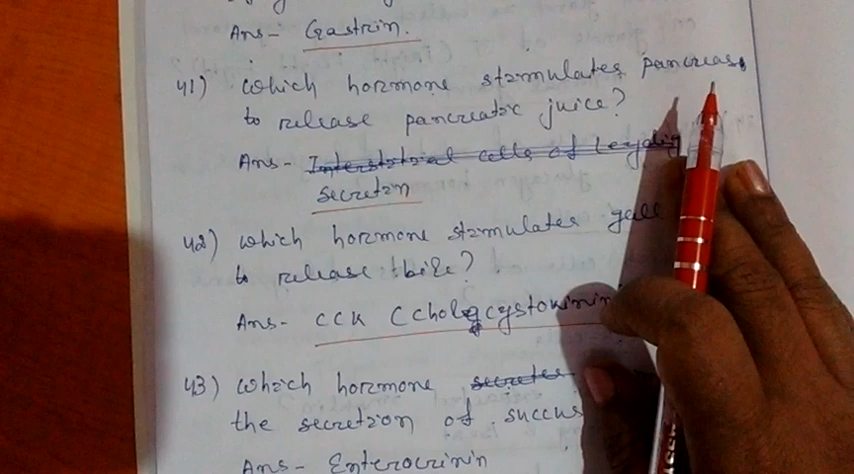 Ans- Gastrin.
41) Which hormone stimulates pancreas
to release pancreatic juice?
Ans- Interstitial cells of Leydig
secretin
42) which hormone stimulates gall
to release bile?
Ans- CCK (cholecystokinin
43) which hormone secretes
the secretion of succus
Ans- Enterocrinin